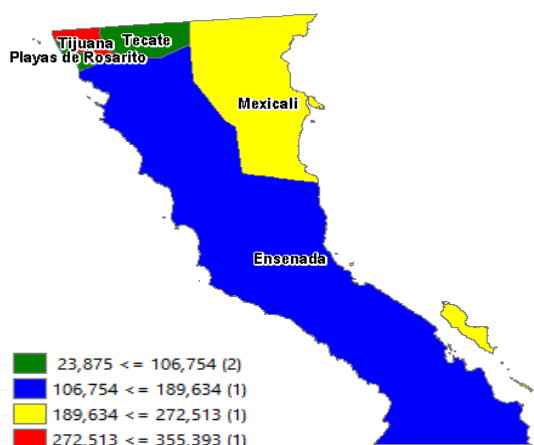 Tijuana
Tecate
Playas de Rosarito
Mexicali
Ensenada
23,875 <= 106,754 (2)
106,754 <= 189,634 (1)
189,634 <= 272,513 (1)
272,513 <= 355,393 (1)